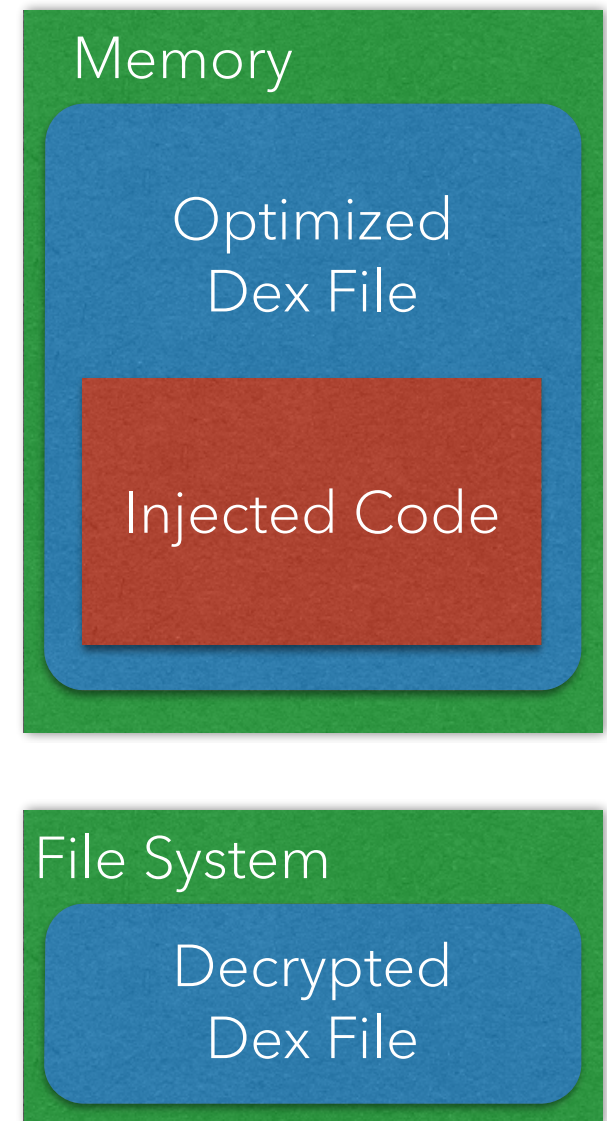 Memory
Optimized
Dex File
Injected Code
File System
Decrypted
Dex File